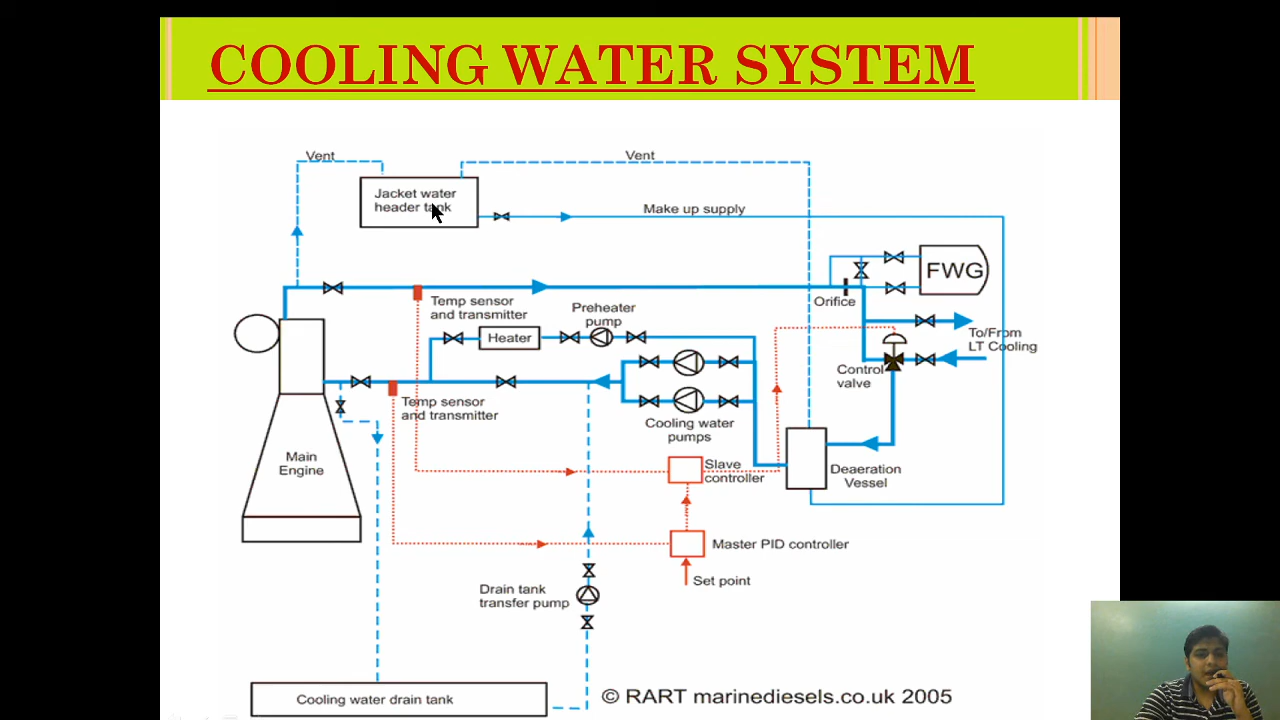 COOLING WATER SYSTEM
Vent
Vent
Jacket water
header tank
Make up supply
FWG
Orifice
Temp sensor
and transmitter
Preheater
pump
Heater
To/From
LT Cooling
Control
valve
Temp sensor
and transmitter
Cooling water
pumps
Main
Engine
Slave
controller
Deaeration
Vessel
Master PID controller
Set point
Drain tank
transfer pump
Cooling water drain tank
© RART marinediesels.co.uk 2005